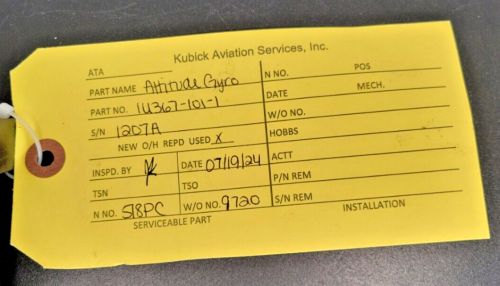 Kubick Aviation Services, Inc.
ATA
PART NAME Attitude Gyro
PART NO. 1U367-101-1
S/N 1207A
NEW O/H REPD USED X
INSPD. BY DATE 07/19/24
TSN TSO
N NO. 518PC W/O NO. 9720
SERVICEABLE PART
N NO. POS
DATE MECH.
W/O NO.
HOBBS
ACTT
P/N REM
S/N REM
INSTALLATION